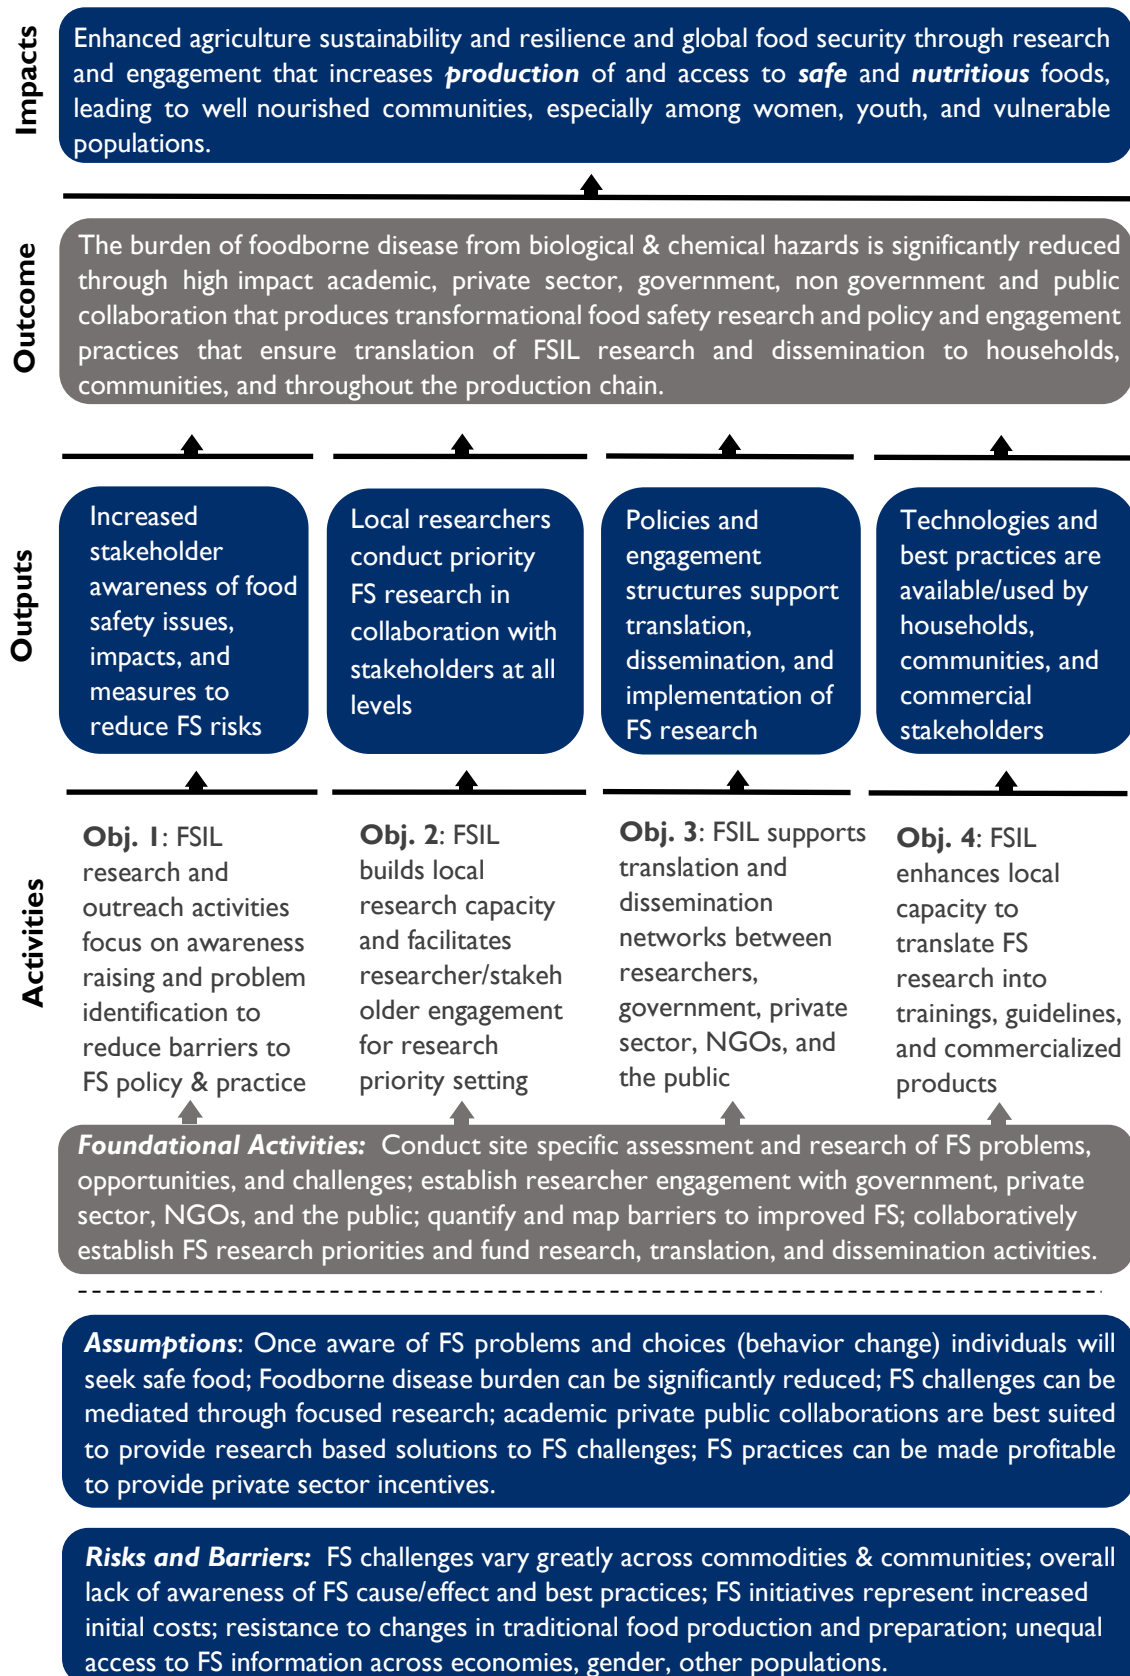 Impacts
Enhanced agriculture sustainability and resilience and global food security through research
and engagement that increases production of and access to safe and nutritious foods,
leading to well nourished communities, especially among women, youth, and vulnerable
populations.
Outcome
The burden of foodborne disease from biological & chemical hazards is significantly reduced
through high impact academic, private sector, government, non government and public
collaboration that produces transformational food safety research and policy and engagement
practices that ensure translation of FSIL research and dissemination to households,
communities, and throughout the production chain.
Outputs
Increased
stakeholder
awareness of food
safety issues,
impacts, and
measures to
reduce FS risks
Local researchers
conduct priority
FS research in
collaboration with
stakeholders at all
levels
Policies and
engagement
structures support
translation,
dissemination, and
implementation of
FS research
Technologies and
best practices are
available/used by
households,
communities, and
commercial
stakeholders
Activities
Obj. 1: FSIL
research and
outreach activities
focus on awareness
raising and problem
identification to
reduce barriers to
FS policy & practice
Obj. 2: FSIL
builds local
research capacity
and facilitates
researcher/stakeh
older engagement
for research
priority setting
Obj. 3: FSIL supports
translation and
dissemination
networks between
researchers,
government, private
sector, NGOs, and
the public
Obj. 4: FSIL
enhances local
capacity to
translate FS
research into
trainings, guidelines,
and commercialized
products
Foundational Activities: Conduct site specific assessment and research of FS problems,
opportunities, and challenges; establish researcher engagement with government, private
sector, NGOs, and the public; quantify and map barriers to improved FS; collaboratively
establish FS research priorities and fund research, translation, and dissemination activities.
Assumptions: Once aware of FS problems and choices (behavior change) individuals will
seek safe food; Foodborne disease burden can be significantly reduced; FS challenges can be
mediated through focused research; academic private public collaborations are best suited
to provide research based solutions to FS challenges; FS practices can be made profitable
to provide private sector incentives.
Risks and Barriers: FS challenges vary greatly across commodities & communities; overall
lack of awareness of FS cause/effect and best practices; FS initiatives represent increased
initial costs; resistance to changes in traditional food production and preparation; unequal
access to FS information across economies, gender, other populations.